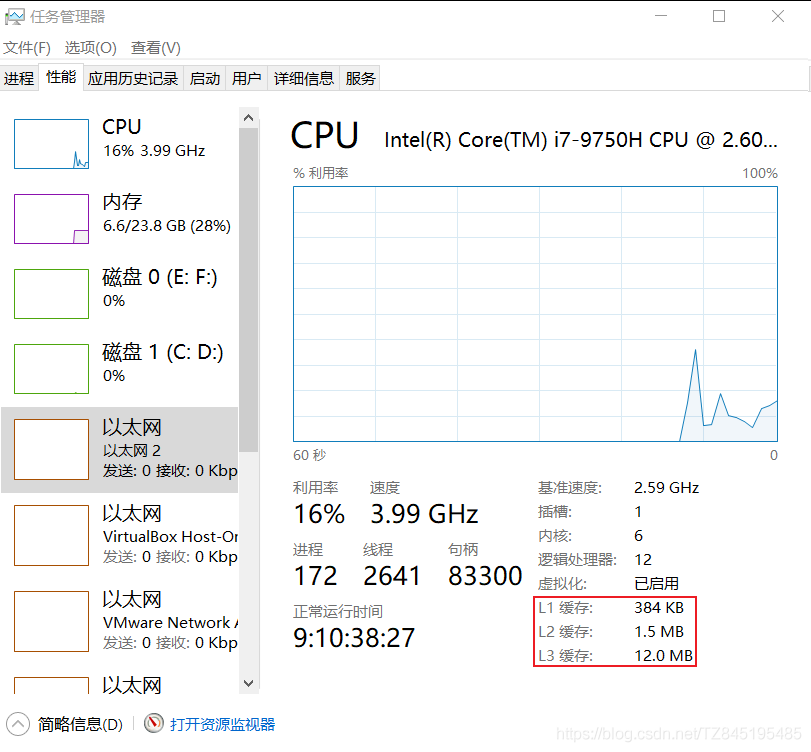 任务管理器
文件(F) 选项(O) 查看(V)
进程 性能 应用历史记录 启动 用户 详细信息 服务
CPU
16% 3.99 GHz
内存
6.6/23.8 GB (28%)
磁盘 0 (E: F:)
0%
磁盘 1 (C: D:)
0%
以太网
以太网 2
发送: 0 接收: 0 Kbp
以太网
VirtualBox Host-On
发送: 0 接收: 0 Kbp
以太网
VMware Network A
发送: 0 接收: 0 Kbp
以太网
CPU Intel(R) Core(TM) i7-9750H CPU @ 2.60...
% 利用率 100%
60 秒 0
利用率 速度
16% 3.99 GHz
进程 线程 句柄
172 2641 83300
正常运行时间
9:10:38:27
基准速度: 2.59 GHz
插槽: 1
内核: 6
逻辑处理器: 12
虚拟化: 已启用
L1 缓存: 384 KB
L2 缓存: 1.5 MB
L3 缓存: 12.0 MB
简略信息(D) 打开资源监视器
https://blog.csdn.net/TZ845195485